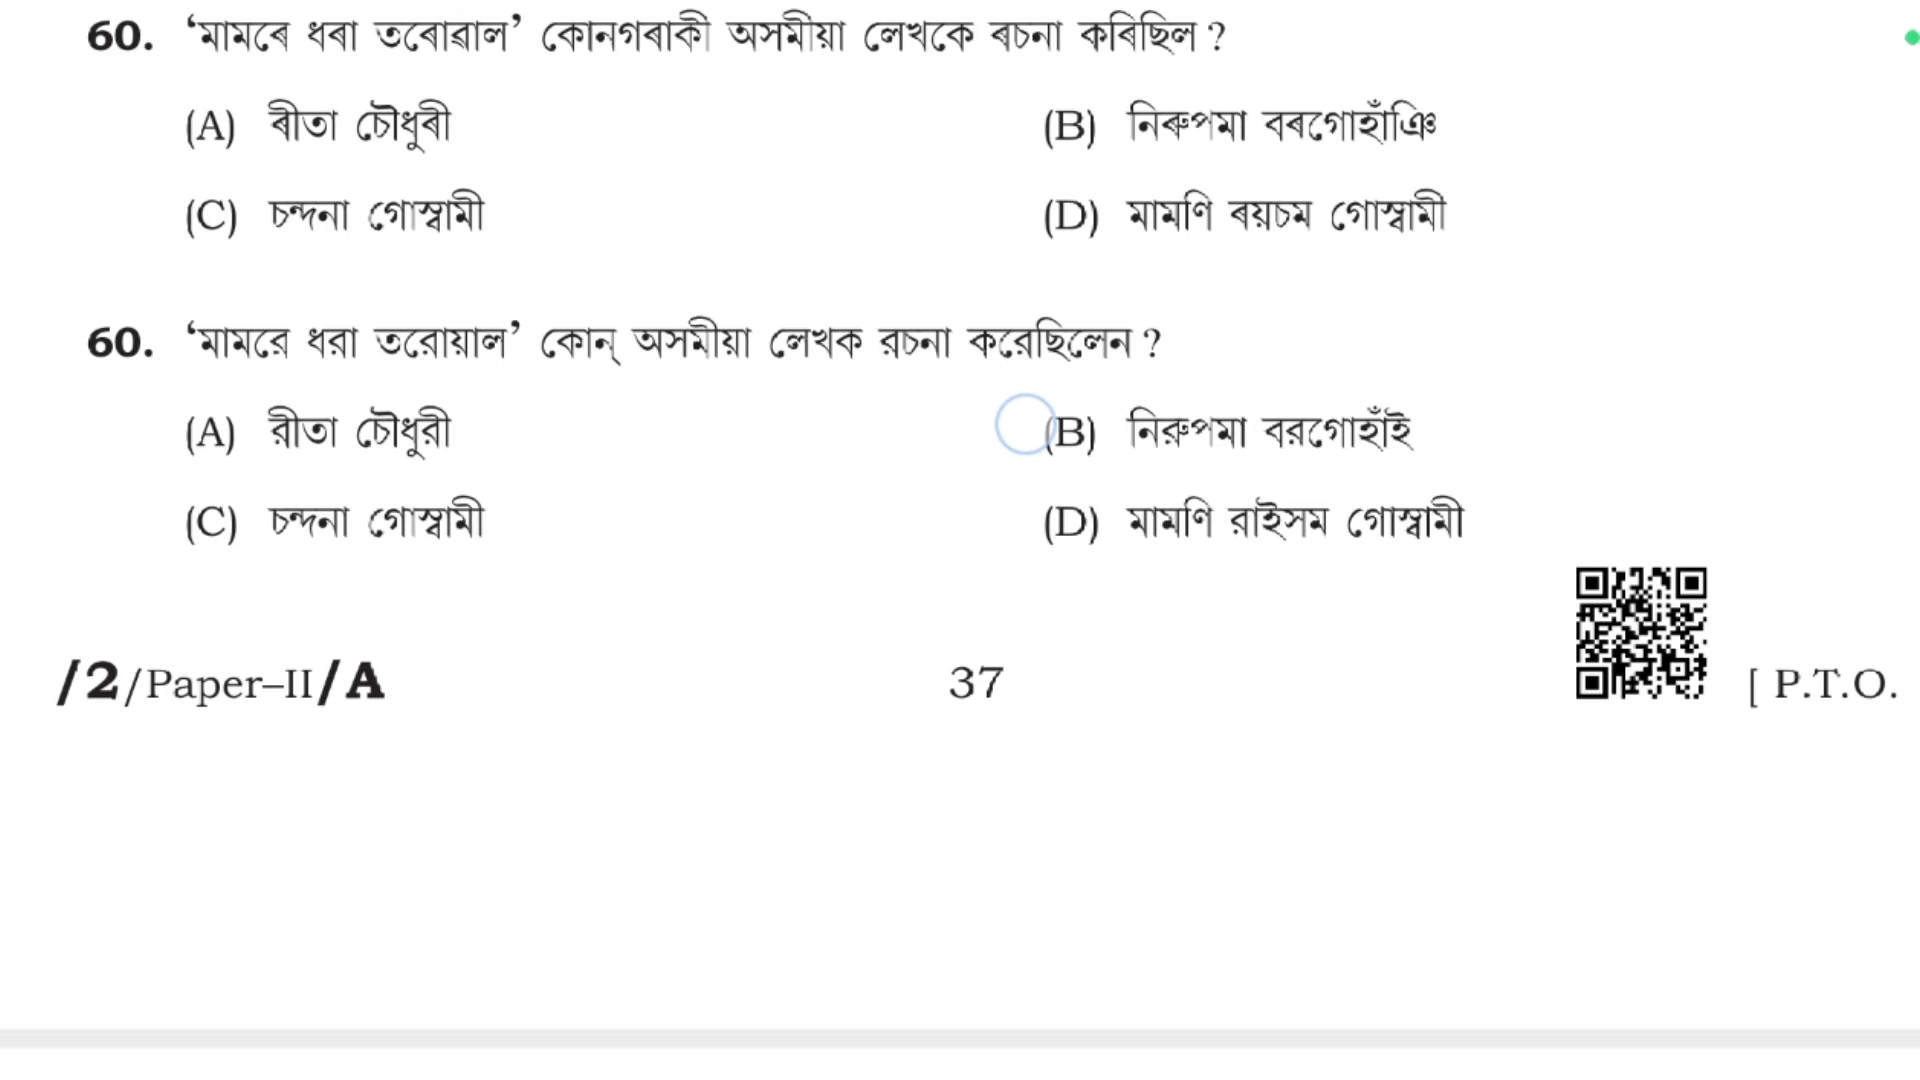 60. ‘মামৰে ধৰা তৰোৱাল’ কোনগৰাকী অসমীয়া লেখকে ৰচনা কৰিছিল ?
(A) ৰীতা চৌধুৰী (B) নিৰুপমা বৰগোহাঁঞি
(C) চন্দনা গোস্বামী (D) মামণি ৰয়চম গোস্বামী
60. ‘মামরে ধরা তরোয়াল’ কোন্ অসমীয়া লেখক রচনা করেছিলেন ?
(A) রীতা চৌধুরী (B) নিরুপমা বরগোহাঁই
(C) চন্দনা গোস্বামী (D) মামণি রাইসম গোস্বামী
/2/Paper–II/A 37 [ P.T.O.